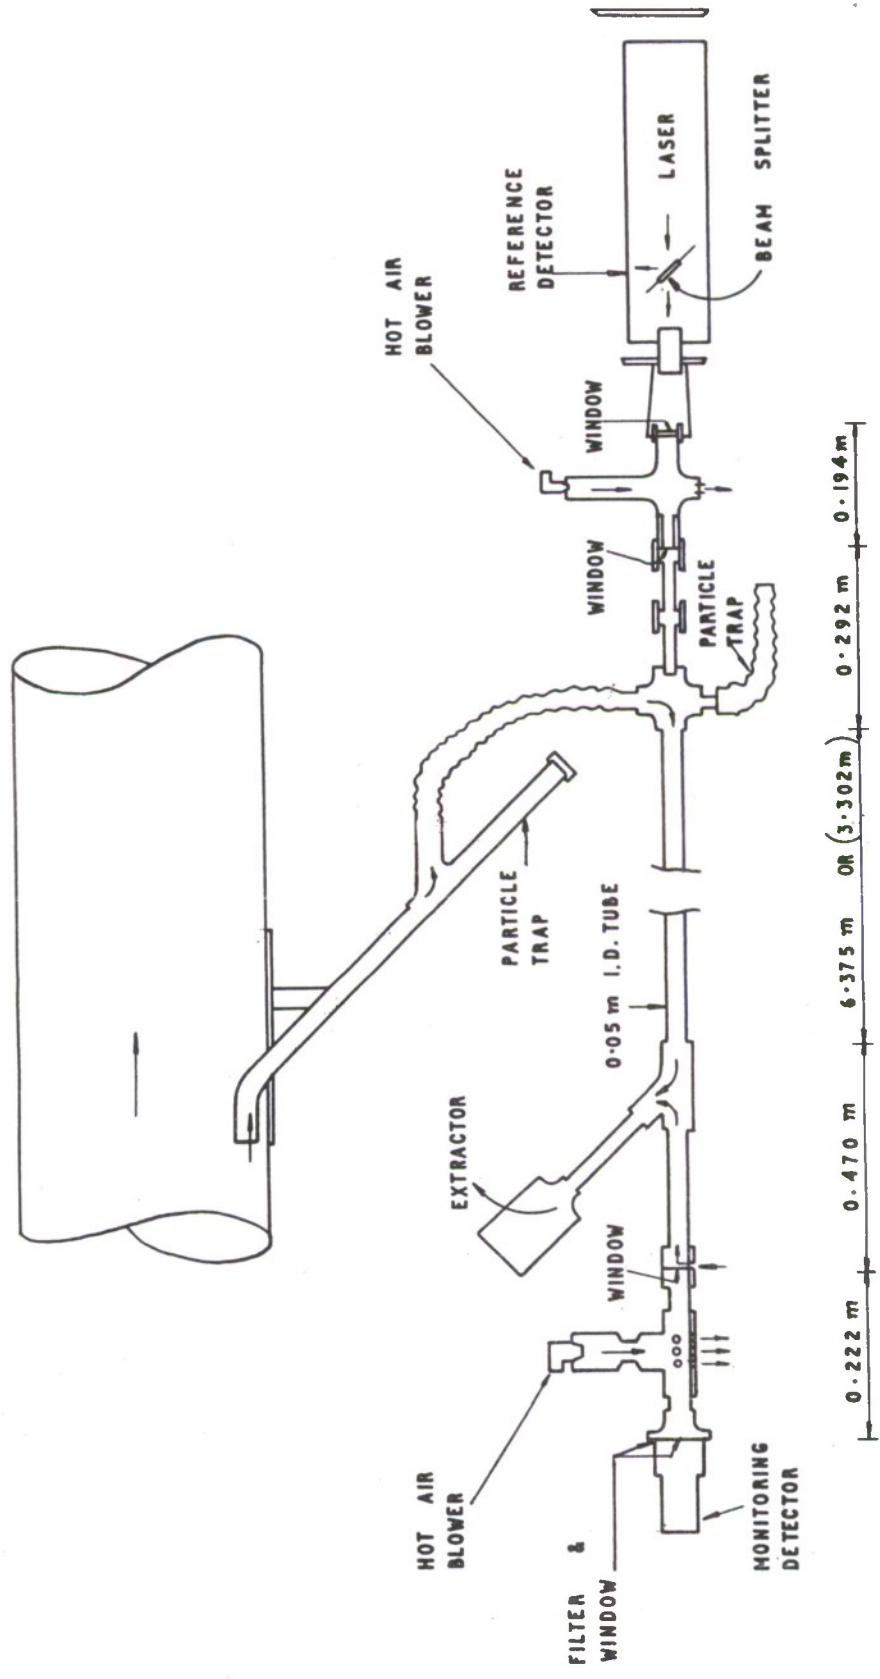 HOT AIR
BLOWER
REFERENCE
DETECTOR
LASER
BEAM SPLITTER
WINDOW
WINDOW
PARTICLE
TRAP
PARTICLE
TRAP
0·05 m I.D. TUBE
EXTRACTOR
WINDOW
HOT AIR
BLOWER
FILTER &
WINDOW
MONITORING
DETECTOR
0·222 m
0·470 m
6·375 m OR (3·302m)
0·292 m
0·194m